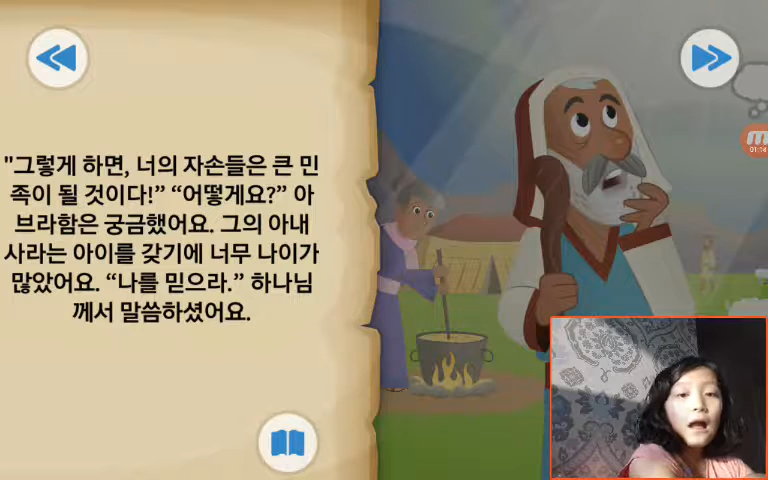 "그렇게 하면, 너의 자손들은 큰 민
족이 될 것이다!” “어떻게요?” 아
브라함은 궁금했어요. 그의 아내
사라는 아이를 갖기에 너무 나이가
많았어요. “나를 믿으라.” 하나님
께서 말씀하셨어요.
01:14